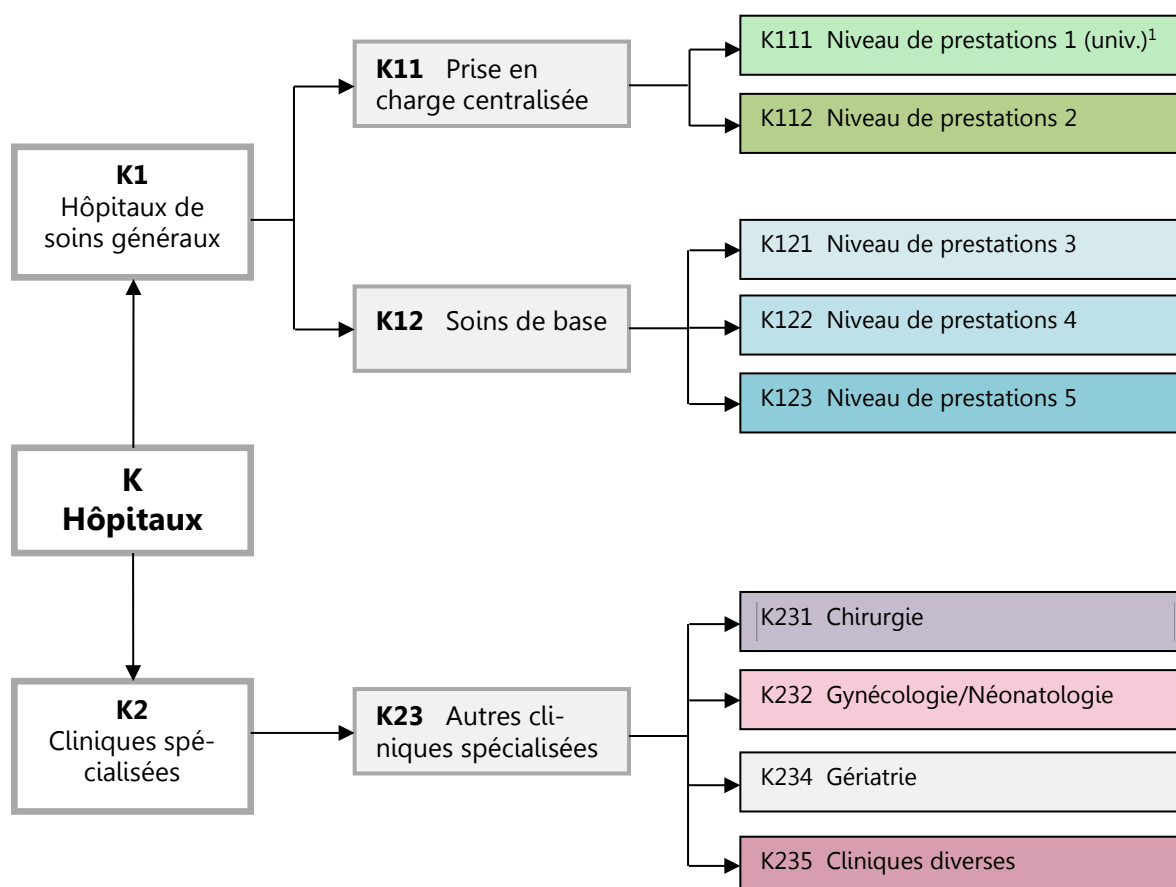 K111 Niveau de prestations 1 (univ.)¹
K11 Prise en
charge centralisée
K112 Niveau de prestations 2
K1
Hôpitaux de
soins généraux
K121 Niveau de prestations 3
K12 Soins de base
K122 Niveau de prestations 4
K123 Niveau de prestations 5
K
Hôpitaux
K231 Chirurgie
K232 Gynécologie/Néonatologie
K2
Cliniques spé-
cialisées
K23 Autres cli-
niques spécialisées
K234 Gériatrie
K235 Cliniques diverses